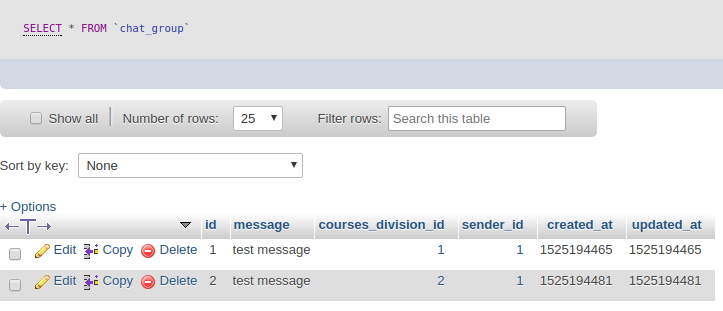 SELECT * FROM `chat_group`
Show all Number of rows: 25 Filter rows: Search this table
Sort by key: None
+ Options
id message courses_division_id sender_id created_at updated_at
Edit Copy Delete 1 test message 1 1 1525194465 1525194465
Edit Copy Delete 2 test message 2 1 1525194481 1525194481